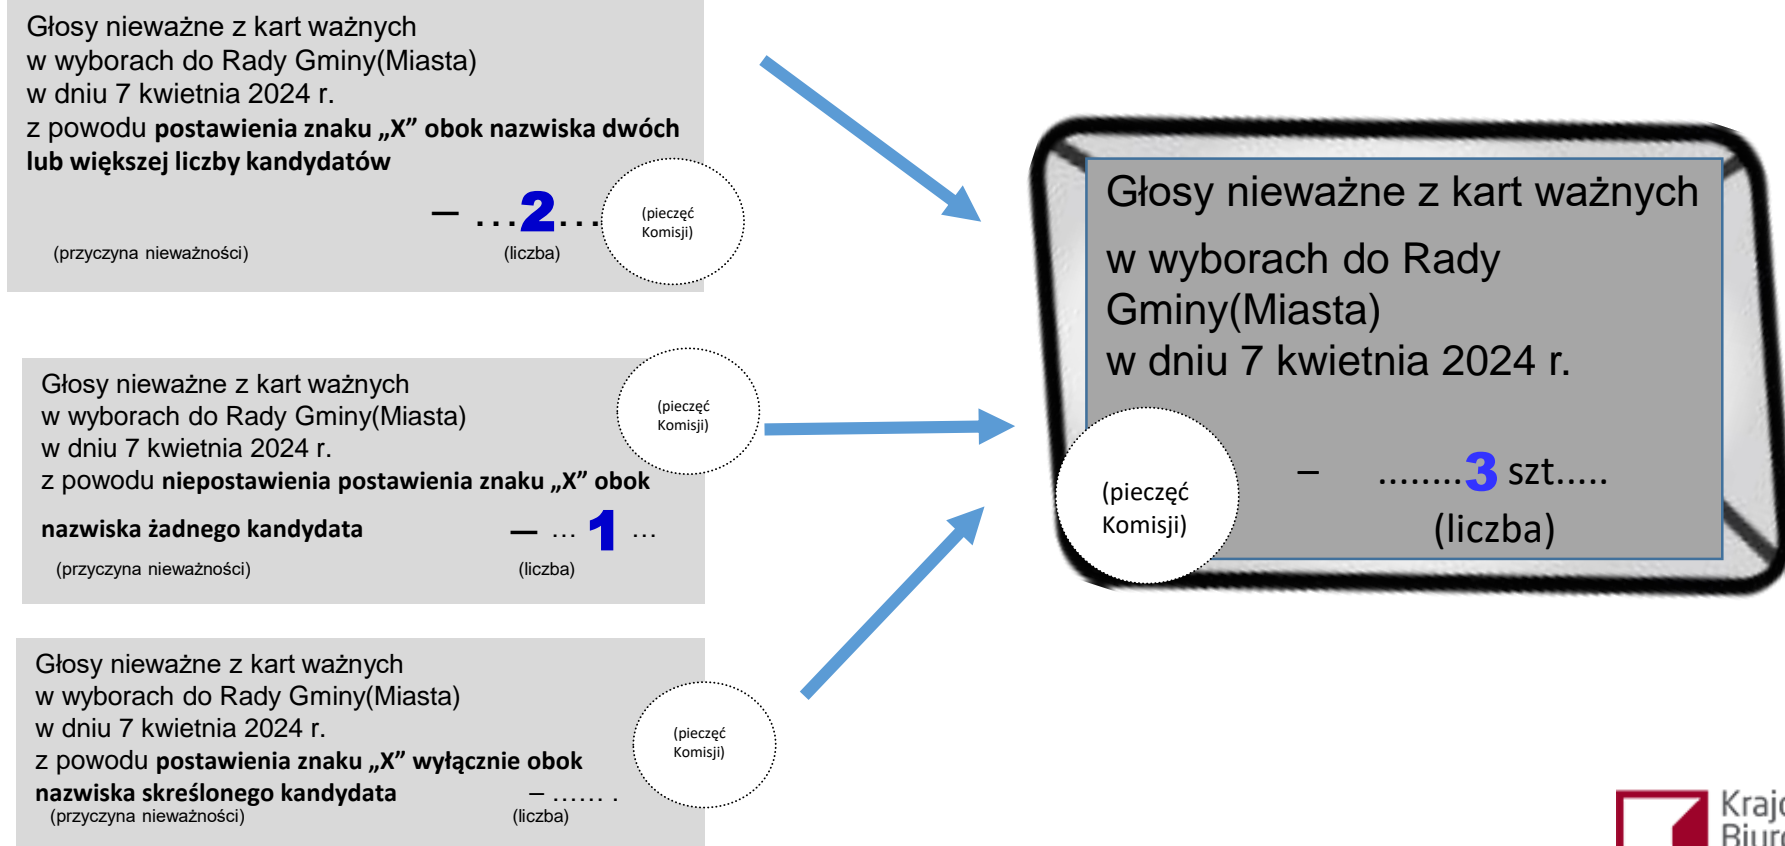 Głosy nieważne z kart ważnych
w wyborach do Rady Gminy(Miasta)
w dniu 7 kwietnia 2024 r.
z powodu postawienia znaku „X” obok nazwiska dwóch
lub większej liczby kandydatów
– ...2...
(pieczęć
Komisji)
(przyczyna nieważności) (liczba)
Głosy nieważne z kart ważnych
w wyborach do Rady Gminy(Miasta)
w dniu 7 kwietnia 2024 r.
z powodu niepostawienia postawienia znaku „X” obok
nazwiska żadnego kandydata – ... 1 ...
(przyczyna nieważności) (liczba)
(pieczęć
Komisji)
Głosy nieważne z kart ważnych
w wyborach do Rady Gminy(Miasta)
w dniu 7 kwietnia 2024 r.
z powodu postawienia znaku „X” wyłącznie obok
nazwiska skreślonego kandydata – ...... .
(przyczyna nieważności) (liczba)
(pieczęć
Komisji)
Głosy nieważne z kart ważnych
w wyborach do Rady
Gminy(Miasta)
w dniu 7 kwietnia 2024 r.
– ........3 szt.....
(liczba)
(pieczęć
Komisji)